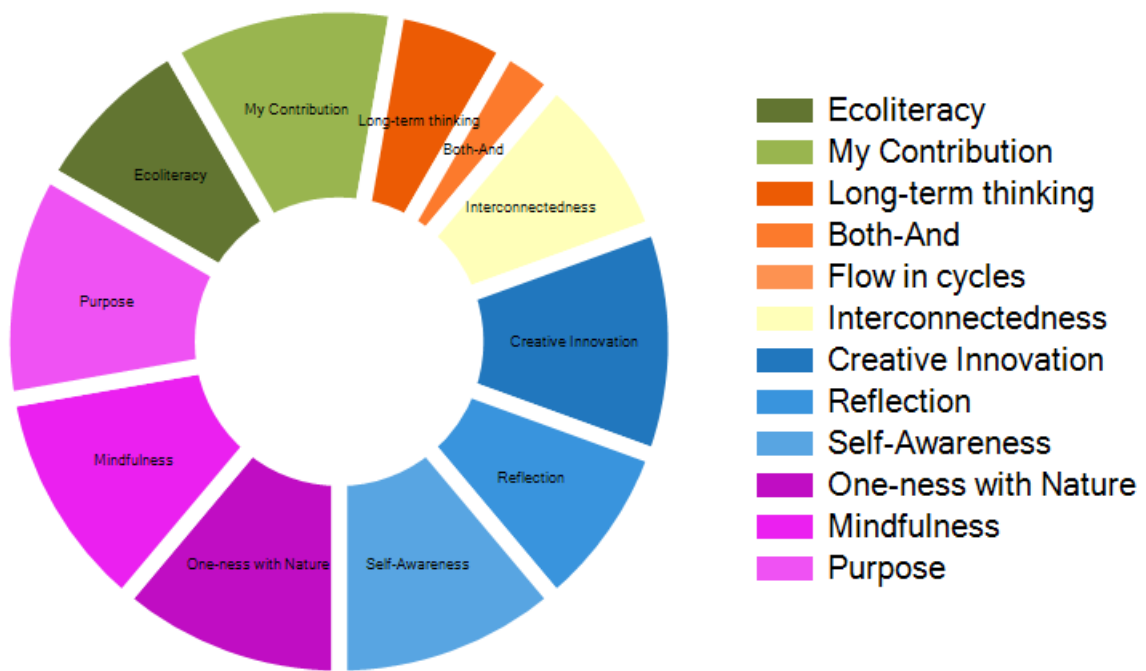 My Contribution
Long-term thinking
Both-And
Ecoliteracy
Interconnectedness
Purpose
Creative Innovation
Mindfulness
Reflection
One-ness with Nature
Self-Awareness
Ecoliteracy
My Contribution
Long-term thinking
Both-And
Flow in cycles
Interconnectedness
Creative Innovation
Reflection
Self-Awareness
One-ness with Nature
Mindfulness
Purpose